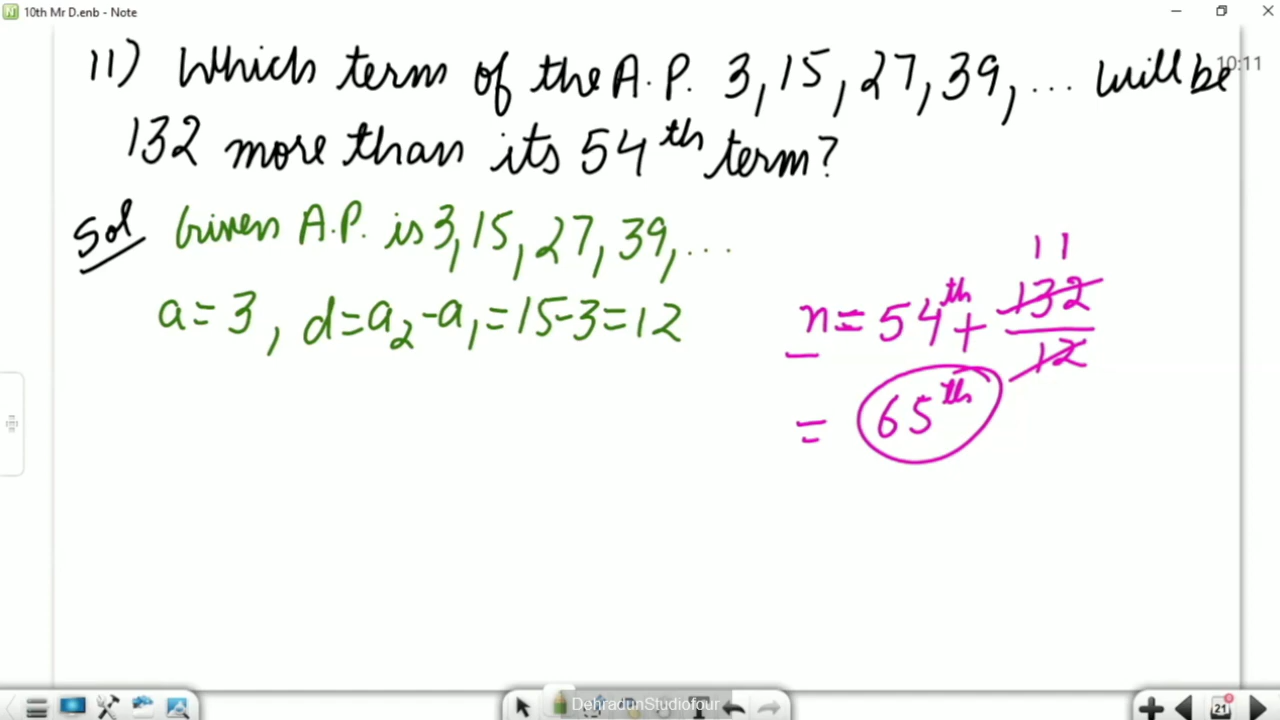 10th Mr D.enb - Note
10:11
11) Which term of the A.P. 3, 15, 27, 39, ... will be
132 more than its 54th term?
Sol Given A.P. is 3, 15, 27, 39, ...
a = 3, d = a2 - a1 = 15 - 3 = 12
11
n = 54th + 132/12
= 65th
21
DehradunStudiofour